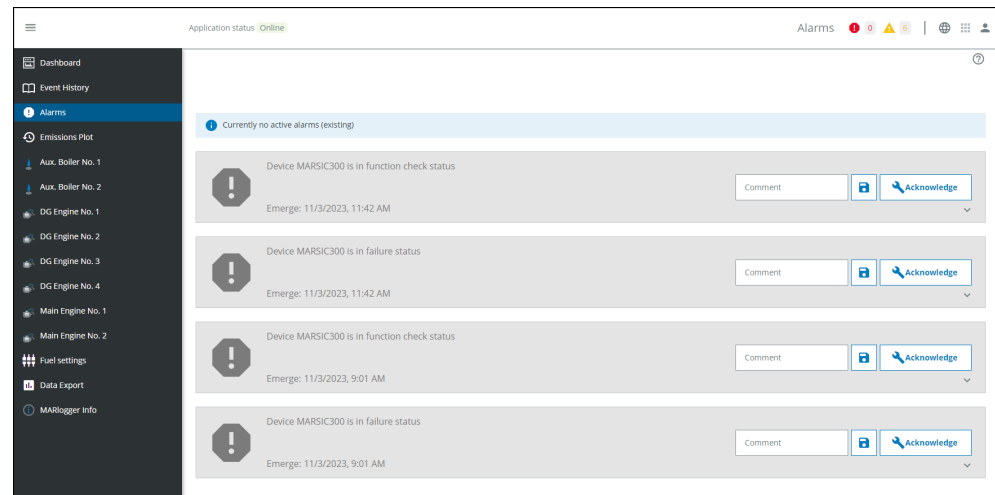 Application status Online
Alarms 0 6
Dashboard
Event History
Alarms
Emissions Plot
Aux. Boiler No. 1
Aux. Boiler No. 2
DG Engine No. 1
DG Engine No. 2
DG Engine No. 3
DG Engine No. 4
Main Engine No. 1
Main Engine No. 2
Fuel settings
Data Export
MARlogger Info
Currently no active alarms (existing)
Device MARSIC300 is in function check status
Comment Acknowledge
Emerge: 11/3/2023, 11:42 AM
Device MARSIC300 is in failure status
Comment Acknowledge
Emerge: 11/3/2023, 11:42 AM
Device MARSIC300 is in function check status
Comment Acknowledge
Emerge: 11/3/2023, 9:01 AM
Device MARSIC300 is in failure status
Comment Acknowledge
Emerge: 11/3/2023, 9:01 AM